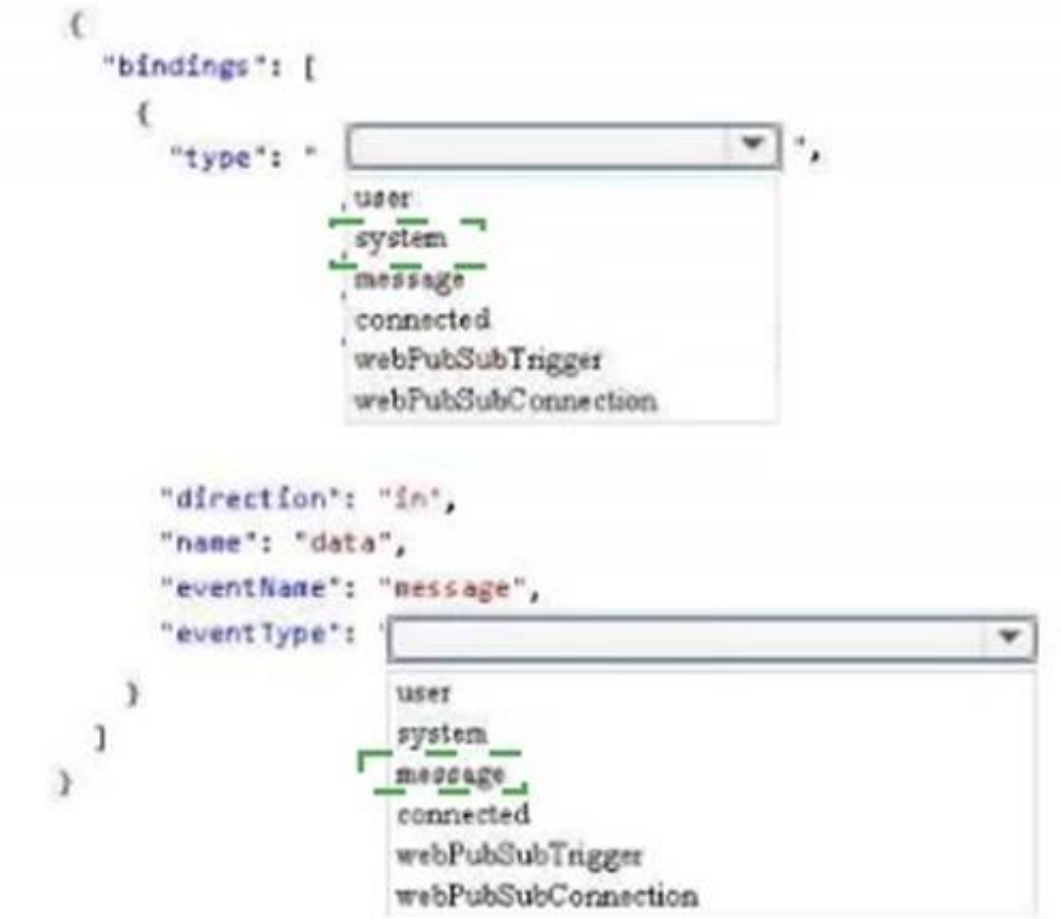 {
"bindings": [
{
"type": " ",
user
system
message
connected
webPubSubTrigger
webPubSubConnection
"direction": "in",
"name": "data",
"eventName": "message",
"eventType": "
user
system
message
connected
webPubSubTrigger
webPubSubConnection
}
]
}